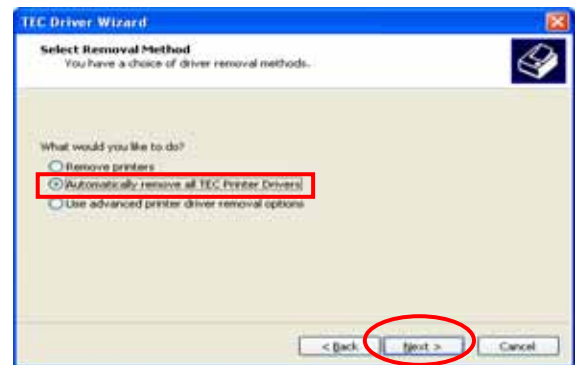 TEC Driver Wizard
Select Removal Method
You have a choice of driver removal methods.
What would you like to do?
Remove printers
Automatically remove all TEC Printer Drivers
Use advanced printer driver removal options
< Back
Next >
Cancel